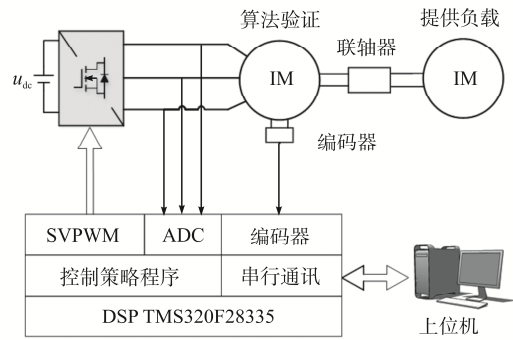 算法验证
提供负载
联轴器
u_dc
IM
IM
编码器
SVPWM
ADC
编码器
控制策略程序
串行通讯
DSP TMS320F28335
上位机